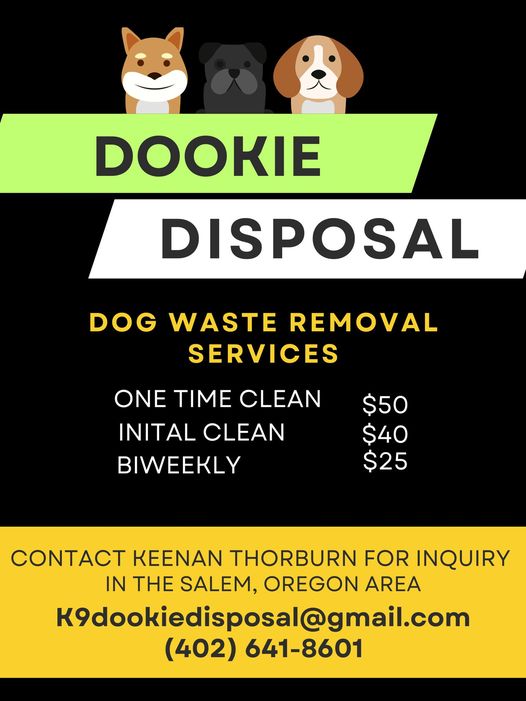 DOOKIE
DISPOSAL
DOG WASTE REMOVAL
SERVICES
ONE TIME CLEAN $50
INITAL CLEAN $40
BIWEEKLY $25
CONTACT KEENAN THORBURN FOR INQUIRY
IN THE SALEM, OREGON AREA
K9dookiedisposal@gmail.com
(402) 641-8601